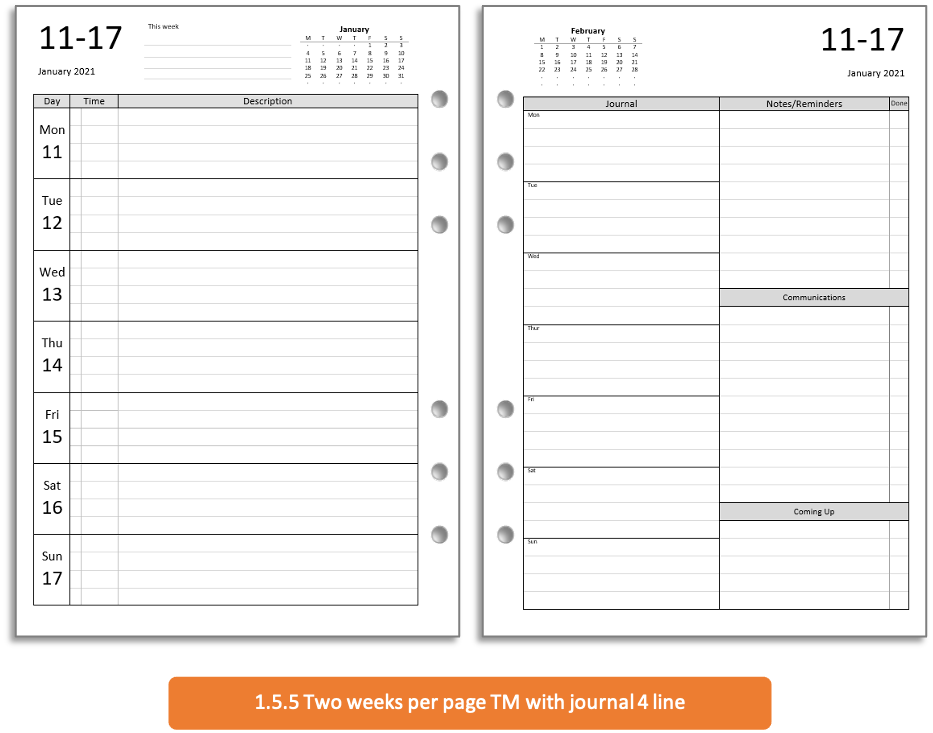 11-17
This week
January 2021
January
M T W T F S S
· · · · 1 2 3
4 5 6 7 8 9 10
11 12 13 14 15 16 17
18 19 20 21 22 23 24
25 26 27 28 29 30 31
· · · · · · ·
Day Time Description
Mon
11
Tue
12
Wed
13
Thu
14
Fri
15
Sat
16
Sun
17
February
M T W T F S S
1 2 3 4 5 6 7
8 9 10 11 12 13 14
15 16 17 18 19 20 21
22 23 24 25 26 27 28
· · · · · · ·
· · · · · · ·
11-17
January 2021
Journal Notes/Reminders Done
Mon
Tue
Wed
Thur
Fri
Sat
Sun
Communications
Coming Up
1.5.5 Two weeks per page TM with journal 4 line